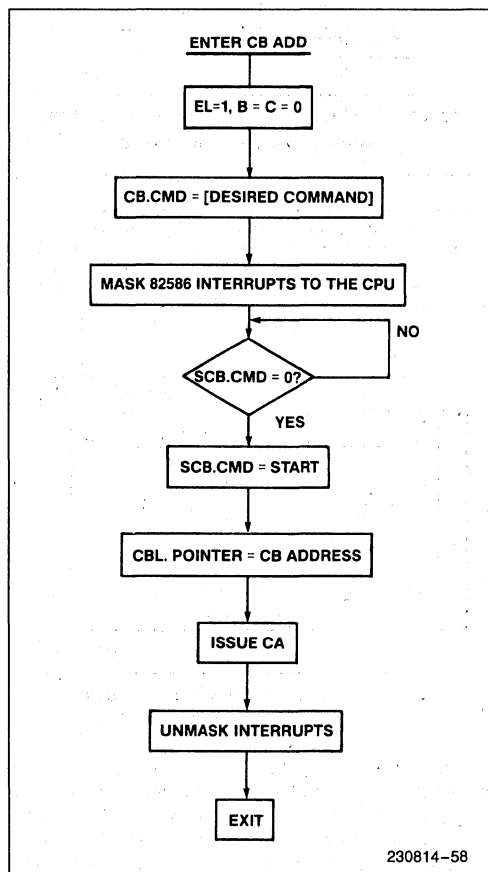 ENTER CB ADD
EL=1, B = C = 0
CB.CMD = [DESIRED COMMAND]
MASK 82586 INTERRUPTS TO THE CPU
NO
SCB.CMD = 0?
YES
SCB.CMD = START
CBL. POINTER = CB ADDRESS
ISSUE CA
UNMASK INTERRUPTS
EXIT
230814-58